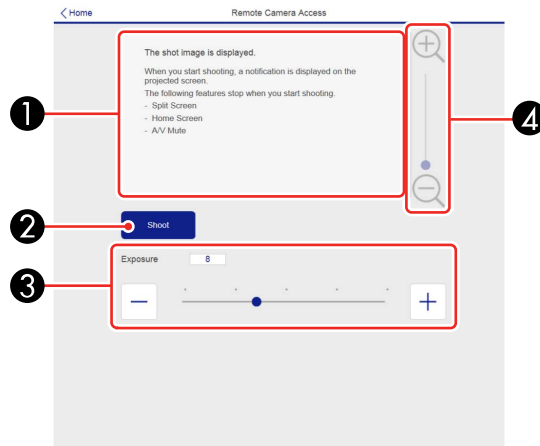 Home
Remote Camera Access
The shot image is displayed.
When you start shooting, a notification is displayed on the
projected screen.
The following features stop when you start shooting.
- Split Screen
- Home Screen
- A/V Mute
1
4
2
Shoot
Exposure 8
3